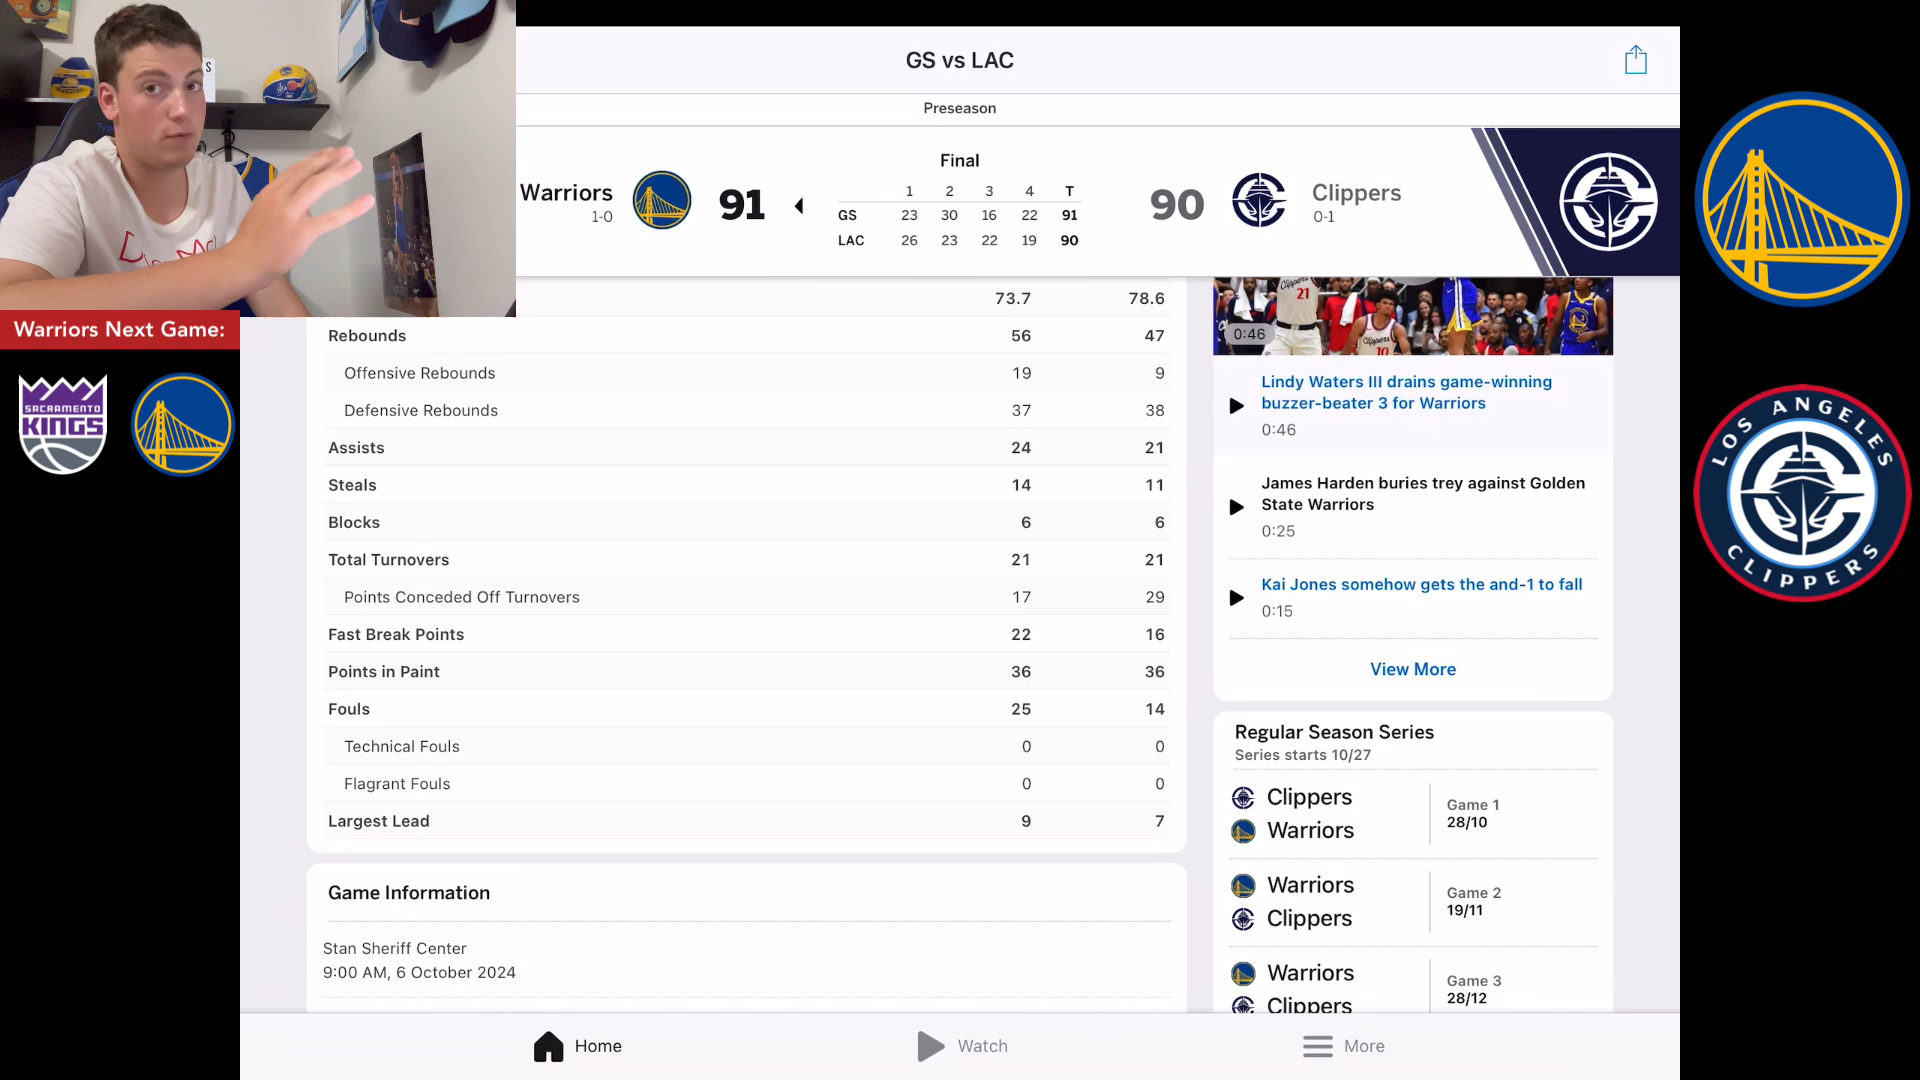 S
GS vs LAC
Preseason
Final
Warriors
1-0
91
1 2 3 4 T
GS 23 30 16 22 91
LAC 26 23 22 19 90
90
Clippers
0-1
Warriors Next Game:
SACRAMENTO
KINGS
73.7 78.6
Rebounds 56 47
Offensive Rebounds 19 9
Defensive Rebounds 37 38
Assists 24 21
Steals 14 11
Blocks 6 6
Total Turnovers 21 21
Points Conceded Off Turnovers 17 29
Fast Break Points 22 16
Points in Paint 36 36
Fouls 25 14
Technical Fouls 0 0
Flagrant Fouls 0 0
Largest Lead 9 7
Game Information
Stan Sheriff Center
9:00 AM, 6 October 2024
Clippers
21
Clippers
10
0:46
Lindy Waters III drains game-winning
buzzer-beater 3 for Warriors
0:46
James Harden buries trey against Golden
State Warriors
0:25
Kai Jones somehow gets the and-1 to fall
0:15
View More
Regular Season Series
Series starts 10/27
Clippers
Warriors
Game 1
28/10
Warriors
Clippers
Game 2
19/11
Warriors
Clippers
Game 3
28/12
Home
Watch
More
LOS ANGELES
CLIPPERS